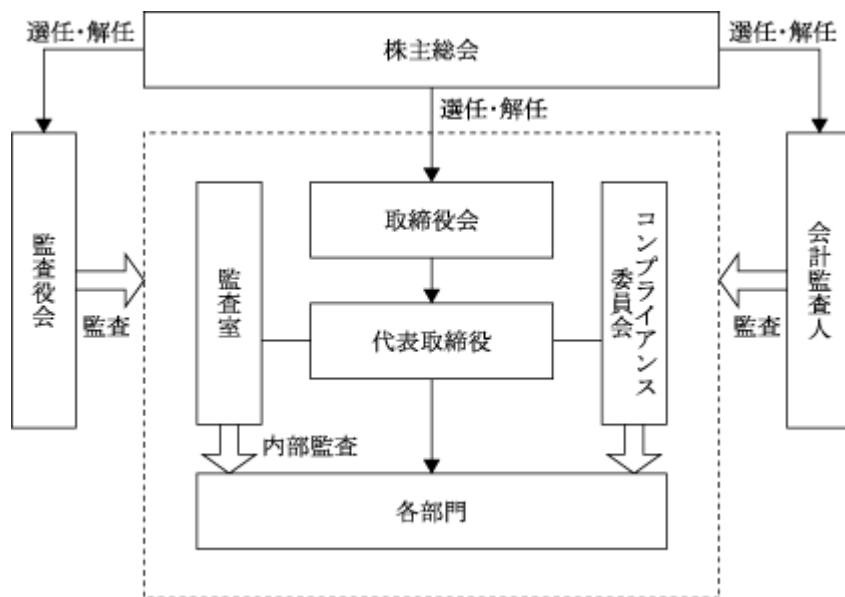 選任・解任
株主総会
選任・解任
選任・解任
監査役会
監査
監査室
取締役会
代表取締役
コンプライアンス
委員会
会計監査人
監査
内部監査
各部門